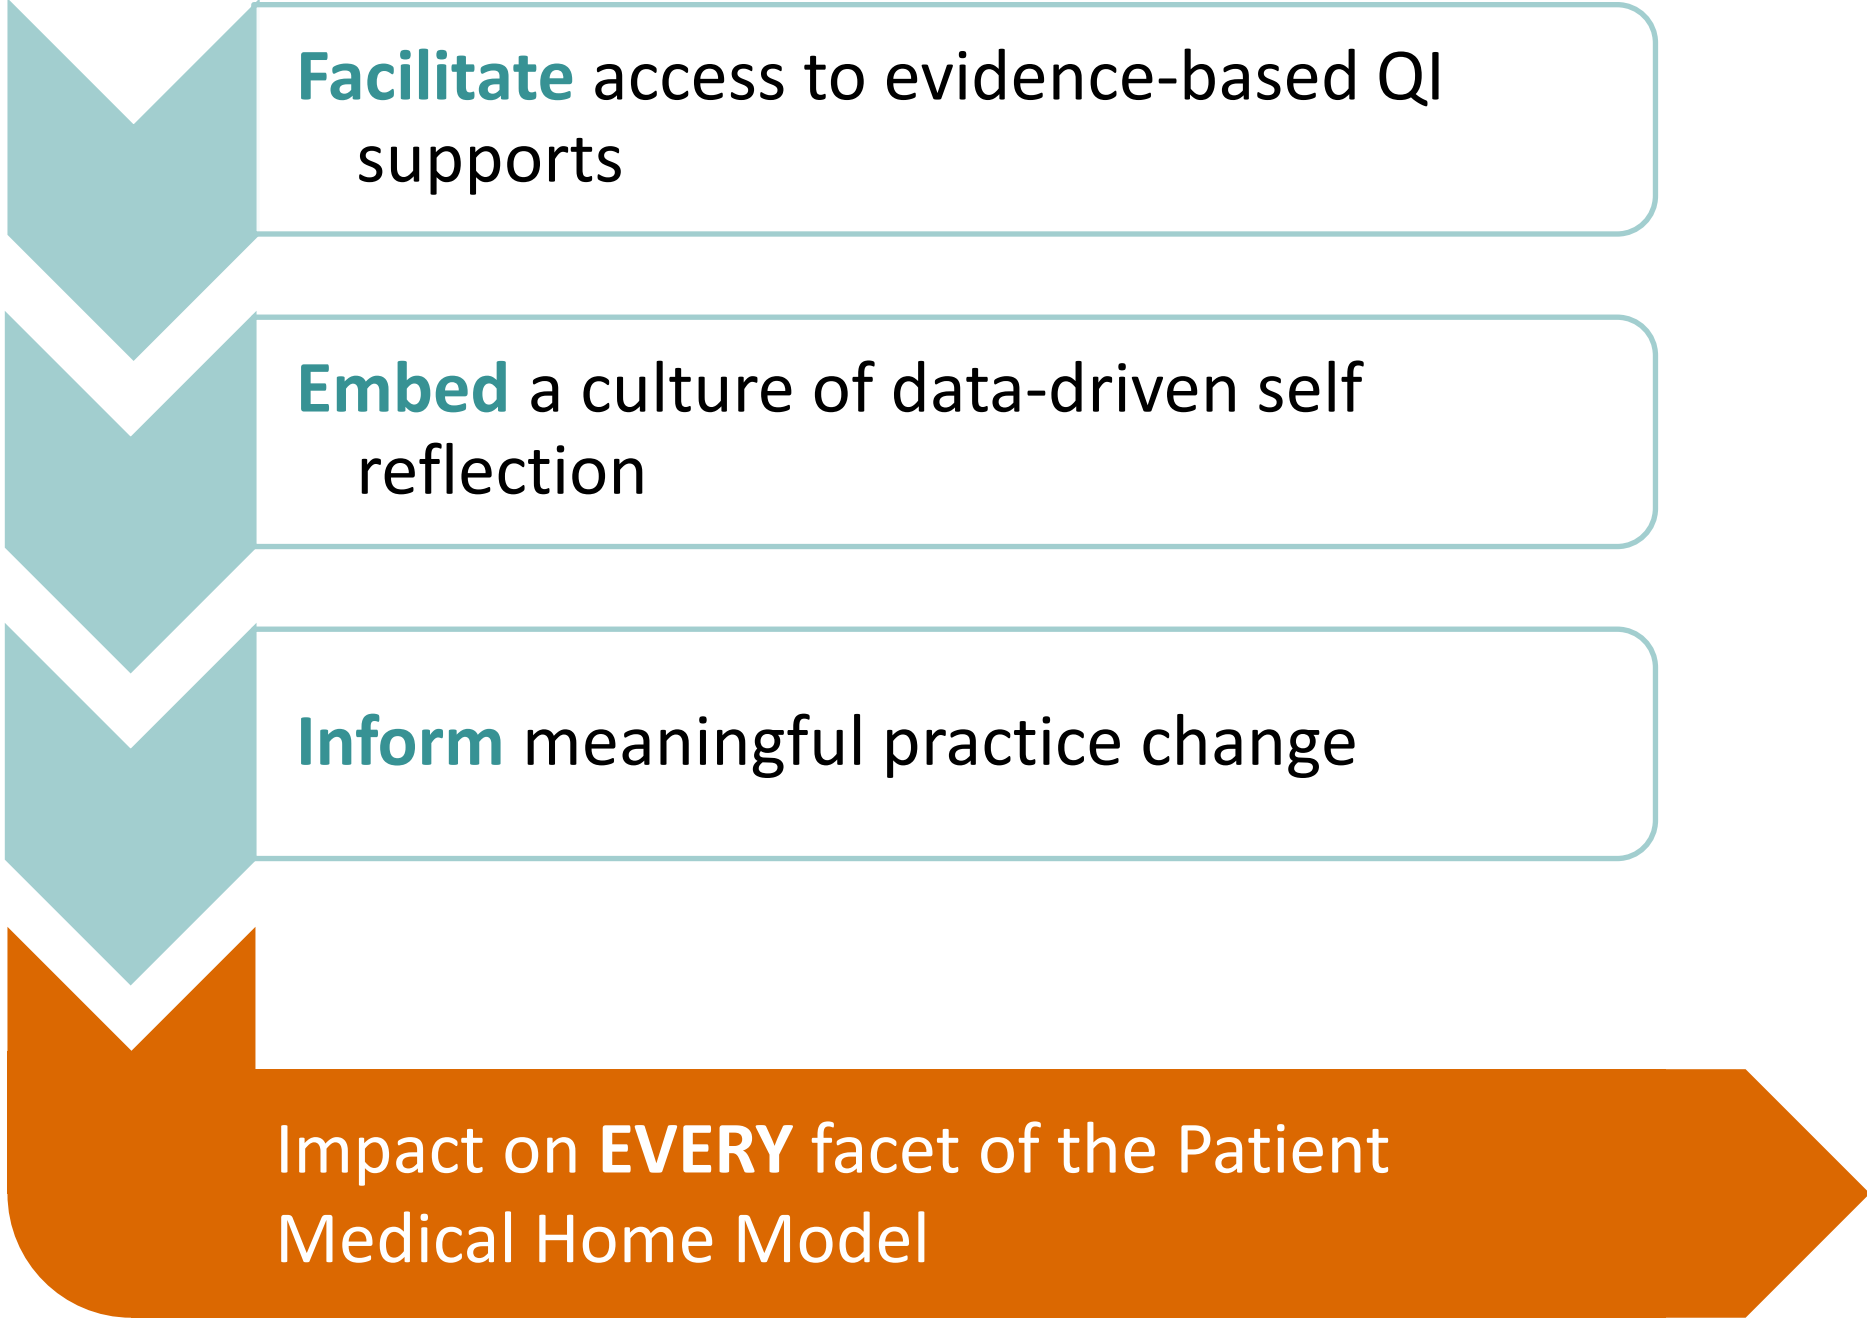 Facilitate access to evidence-based QI
supports
Embed a culture of data-driven self
reflection
Inform meaningful practice change
Impact on EVERY facet of the Patient
Medical Home Model